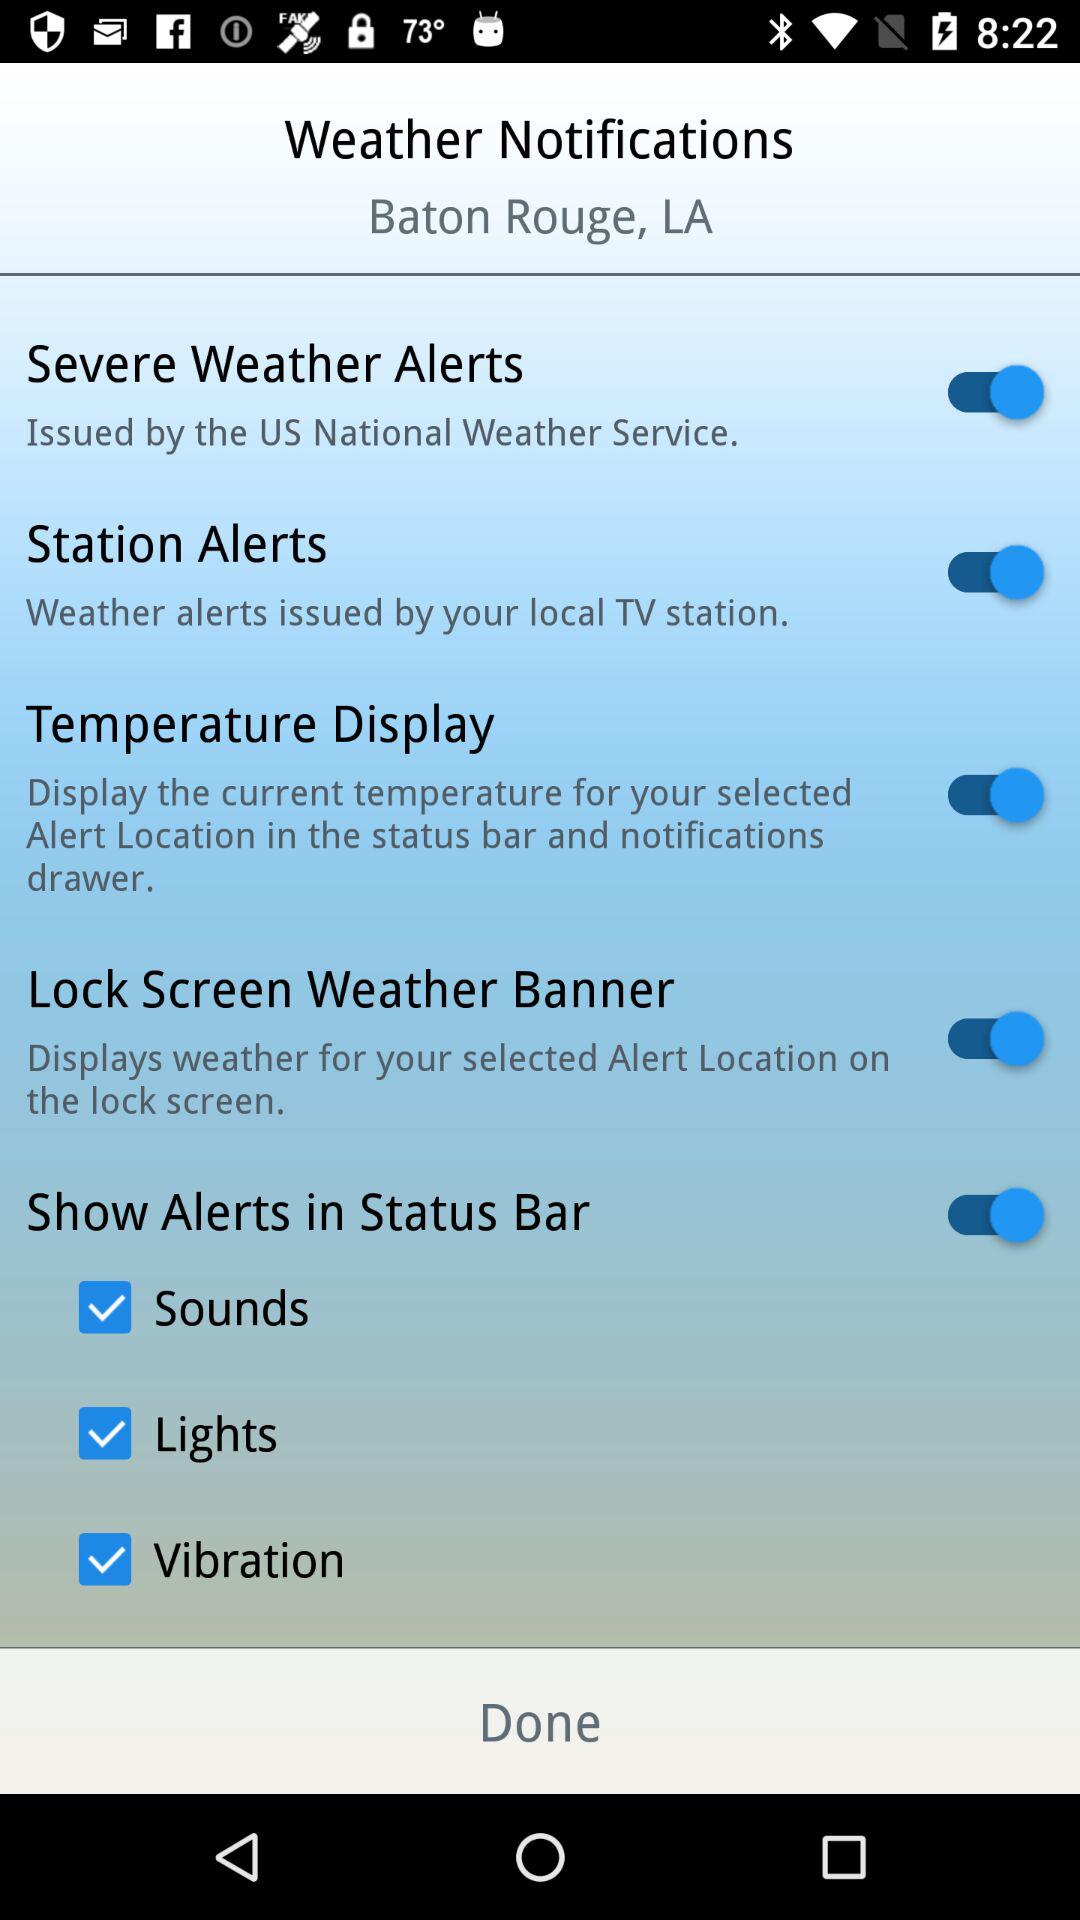 FAKE 73° 8:22
Weather Notifications
Baton Rouge, LA
Severe Weather Alerts
Issued by the US National Weather Service.
Station Alerts
Weather alerts issued by your local TV station.
Temperature Display
Display the current temperature for your selected
Alert Location in the status bar and notifications
drawer.
Lock Screen Weather Banner
Displays weather for your selected Alert Location on
the lock screen.
Show Alerts in Status Bar
Sounds
Lights
Vibration
Done